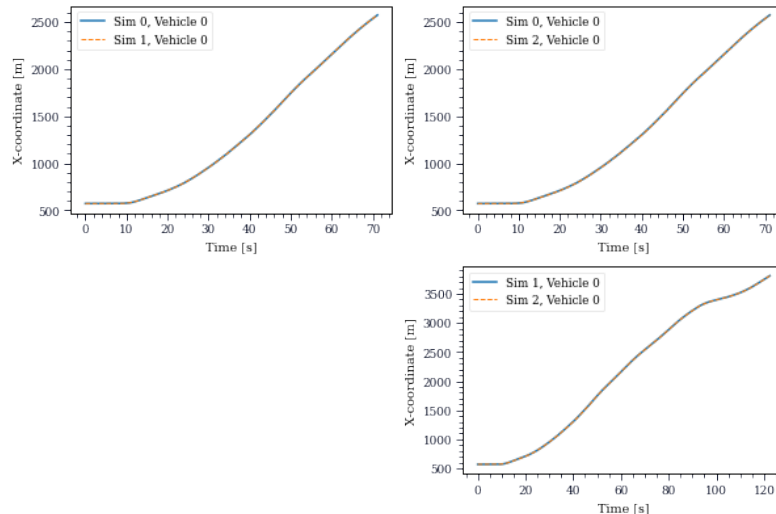 Sim 0, Vehicle 0
Sim 1, Vehicle 0
X-coordinate [m]
2500
2000
1500
1000
500
0 10 20 30 40 50 60 70
Time [s]
Sim 0, Vehicle 0
Sim 2, Vehicle 0
X-coordinate [m]
2500
2000
1500
1000
500
0 10 20 30 40 50 60 70
Time [s]
Sim 1, Vehicle 0
Sim 2, Vehicle 0
X-coordinate [m]
3500
3000
2500
2000
1500
1000
500
0 20 40 60 80 100 120
Time [s]